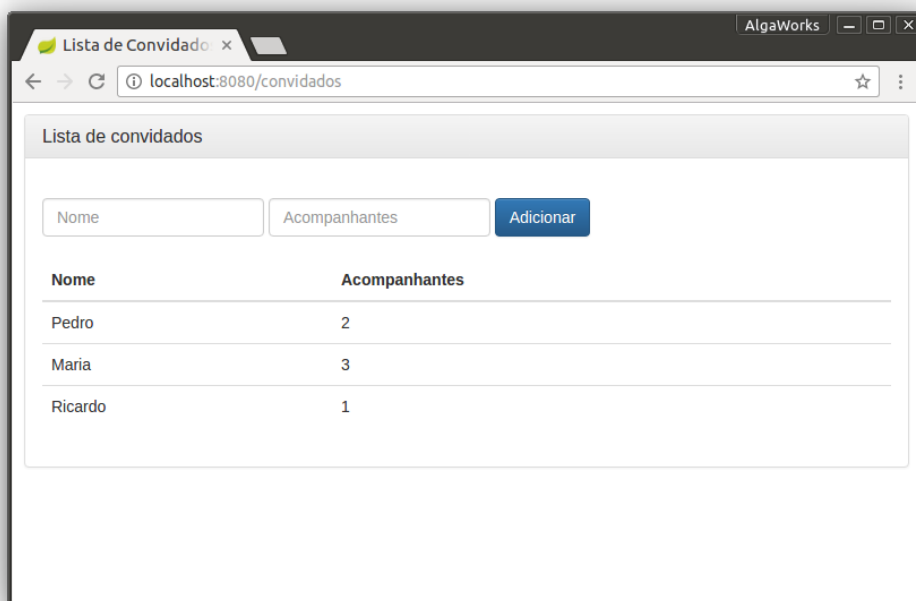 AlgaWorks
Lista de Convidado
localhost:8080/convidados
Lista de convidados
Nome Acompanhantes Adicionar
Nome Acompanhantes
Pedro 2
Maria 3
Ricardo 1